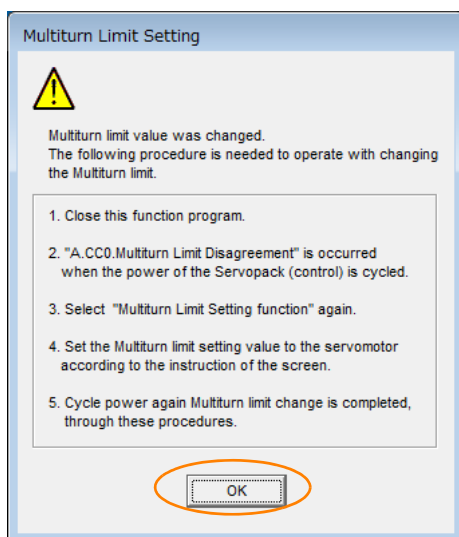 Multiturn Limit Setting
Multiturn limit value was changed.
The following procedure is needed to operate with changing
the Multiturn limit.
1. Close this function program.
2. "A.CC0.Multiturn Limit Disagreement" is occurred
when the power of the Servopack (control) is cycled.
3. Select "Multiturn Limit Setting function" again.
4. Set the Multiturn limit setting value to the servomotor
according to the instruction of the screen.
5. Cycle power again Multiturn limit change is completed,
through these procedures.
OK